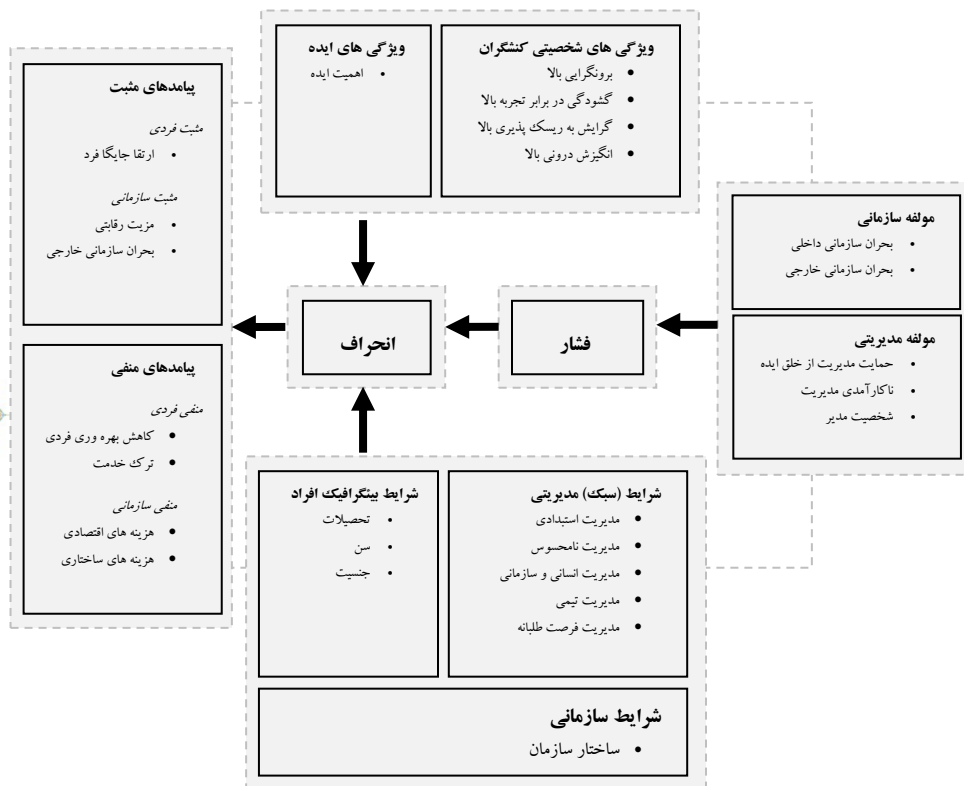 ویژگی های شخصیتی کنشگران
برونگرایی بالا
گشودگی در برابر تجربه بالا
گرایش به ریسک پذیری بالا
انگیزش درونی بالا
ویژگی های ایده
اهمیت ایده
مولفه سازمانی
بحران سازمانی داخلی
بحران سازمانی خارجی
مولفه مدیریتی
حمایت مدیریت از خلق ایده
ناکارآمدی مدیریت
شخصیت مدیر
فشار
انحراف
پیامدهای مثبت
مثبت فردی
ارتقا جایگا فرد
مثبت سازمانی
مزیت رقابتی
بحران سازمانی خارجی
پیامدهای منفی
منفی فردی
کاهش بهره وری فردی
ترک خدمت
منفی سازمانی
هزینه های اقتصادی
هزینه های ساختاری
شرایط (سبک) مدیریتی
مدیریت استبدادی
مدیریت نامحسوس
مدیریت انسانی و سازمانی
مدیریت تیمی
مدیریت فرصت طلبانه
شرایط بیئگرافیک افراد
تحصیلات
سن
جنسیت
شرایط سازمانی
ساختار سازمان